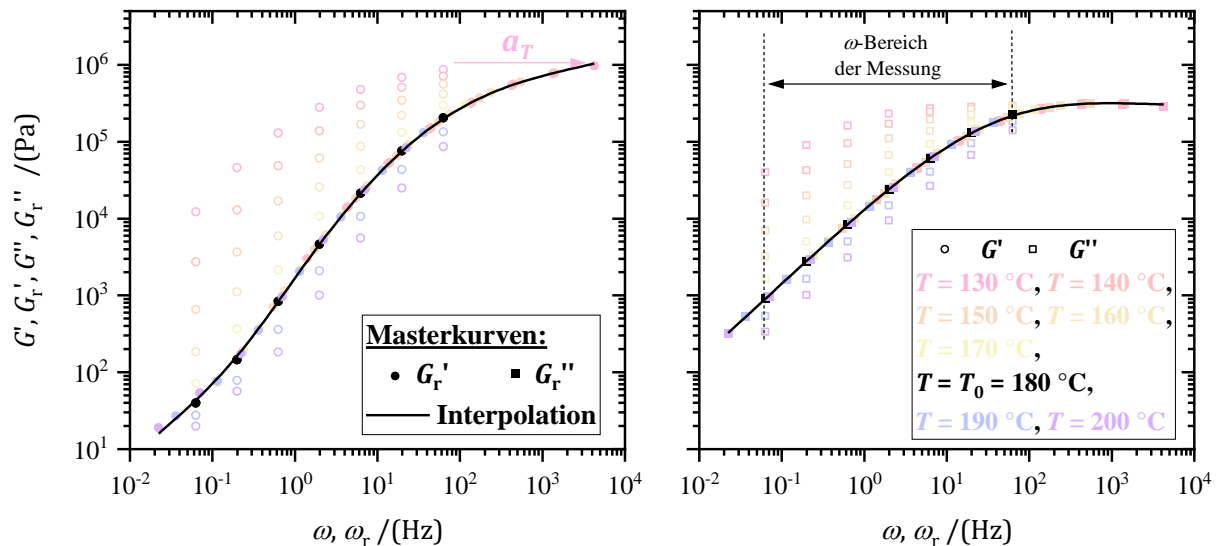 G', G_r', G'', G_r'' /(Pa)
10^6
10^5
10^4
10^3
10^2
10^1
a_T
Masterkurven:
G_r' G_r''
Interpolation
10^-2 10^-1 10^0 10^1 10^2 10^3 10^4
ω, ω_r /(Hz)
ω-Bereich
der Messung
G' G''
T = 130 °C, T = 140 °C,
T = 150 °C, T = 160 °C,
T = 170 °C,
T = T_0 = 180 °C,
T = 190 °C, T = 200 °C
10^-2 10^-1 10^0 10^1 10^2 10^3 10^4
ω, ω_r /(Hz)